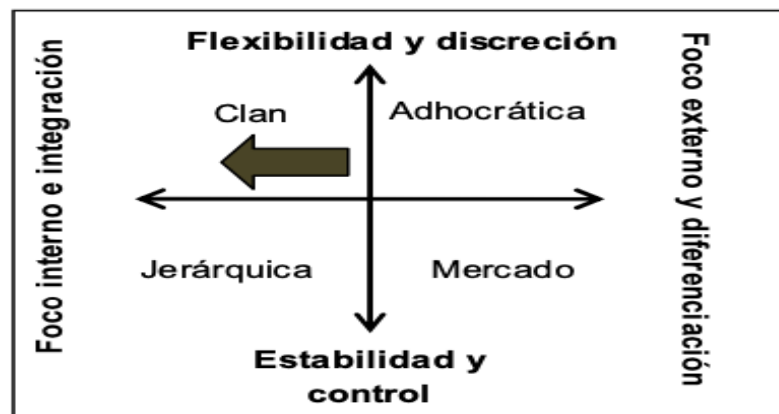 Flexibilidad y discreción
Foco interno e integración
Clan
Adhocrática
Foco externo y diferenciación
Jerárquica
Mercado
Estabilidad y
control